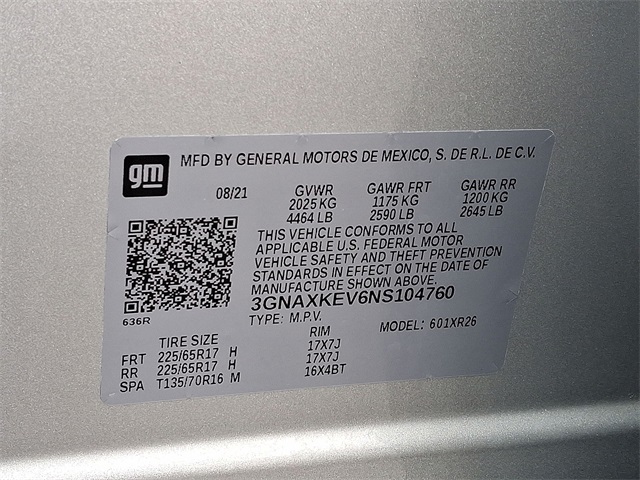 gm
MFD BY GENERAL MOTORS DE MEXICO, S. DE R.L. DE C.V.
08/21 GVWR GAWR FRT GAWR RR
2025 KG 1175 KG 1200 KG
4464 LB 2590 LB 2645 LB
THIS VEHICLE CONFORMS TO ALL
APPLICABLE U.S. FEDERAL MOTOR
VEHICLE SAFETY AND THEFT PREVENTION
STANDARDS IN EFFECT ON THE DATE OF
MANUFACTURE SHOWN ABOVE.
3GNAXKEV6NS104760
636R
TYPE: M.P.V. MODEL: 601XR26
TIRE SIZE RIM
FRT 225/65R17 H 17X7J
RR 225/65R17 H 17X7J
SPA T135/70R16 M 16X4BT